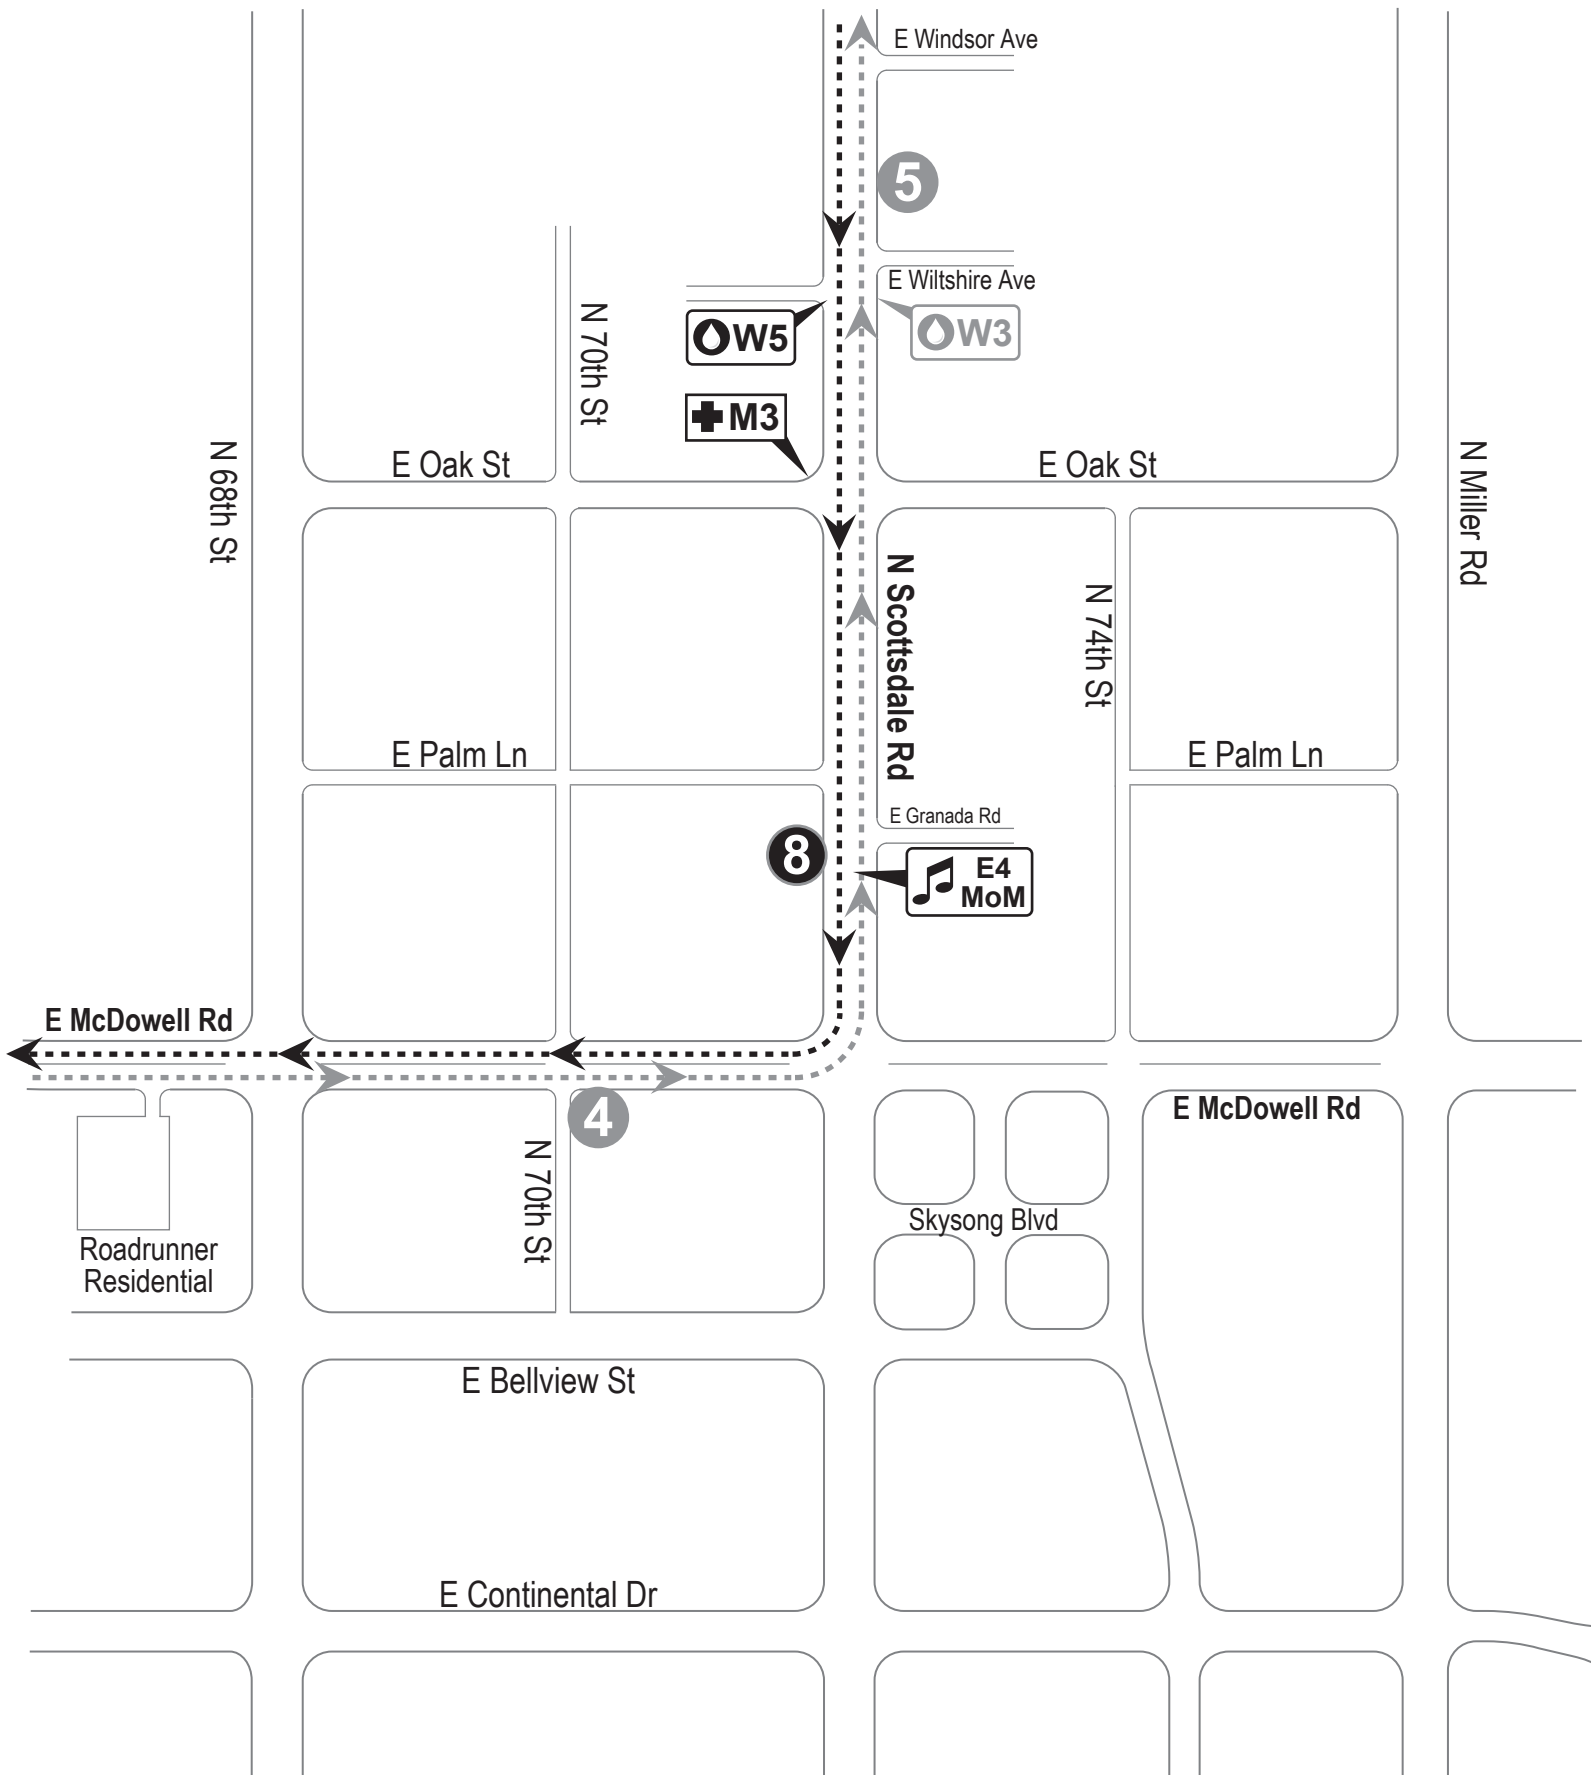 E Windsor Ave
5
E Wiltshire Ave
W5
W3
N 70th St
M3
E Oak St
E Oak St
N 68th St
N Miller Rd
N Scottsdale Rd
N 74th St
E Palm Ln
E Palm Ln
E Granada Rd
8
E4
MoM
E McDowell Rd
4
E McDowell Rd
N 70th St
Skysong Blvd
Roadrunner
Residential
E Bellview St
E Continental Dr